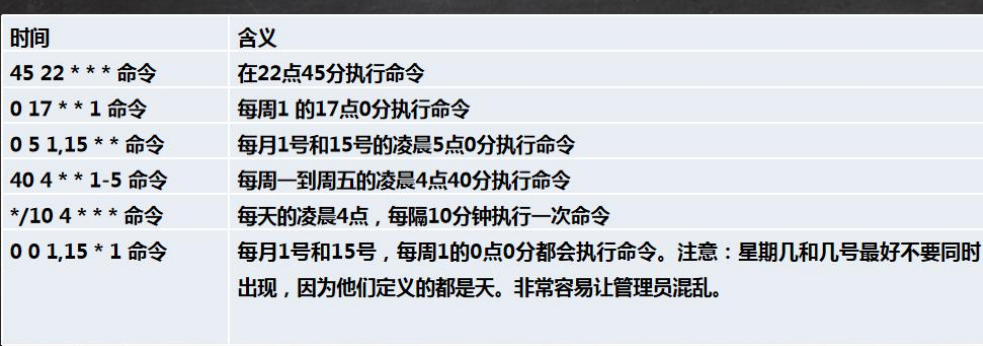 时间 含义
45 22 * * * 命令 在22点45分执行命令
0 17 * * 1 命令 每周1 的17点0分执行命令
0 5 1,15 * * 命令 每月1号和15号的凌晨5点0分执行命令
40 4 * * 1-5 命令 每周一到周五的凌晨4点40分执行命令
*/10 4 * * * 命令 每天的凌晨4点，每隔10分钟执行一次命令
0 0 1,15 * 1 命令 每月1号和15号，每周1的0点0分都会执行命令。注意：星期几和几号最好不要同时
出现，因为他们定义的都是天。非常容易让管理员混乱。